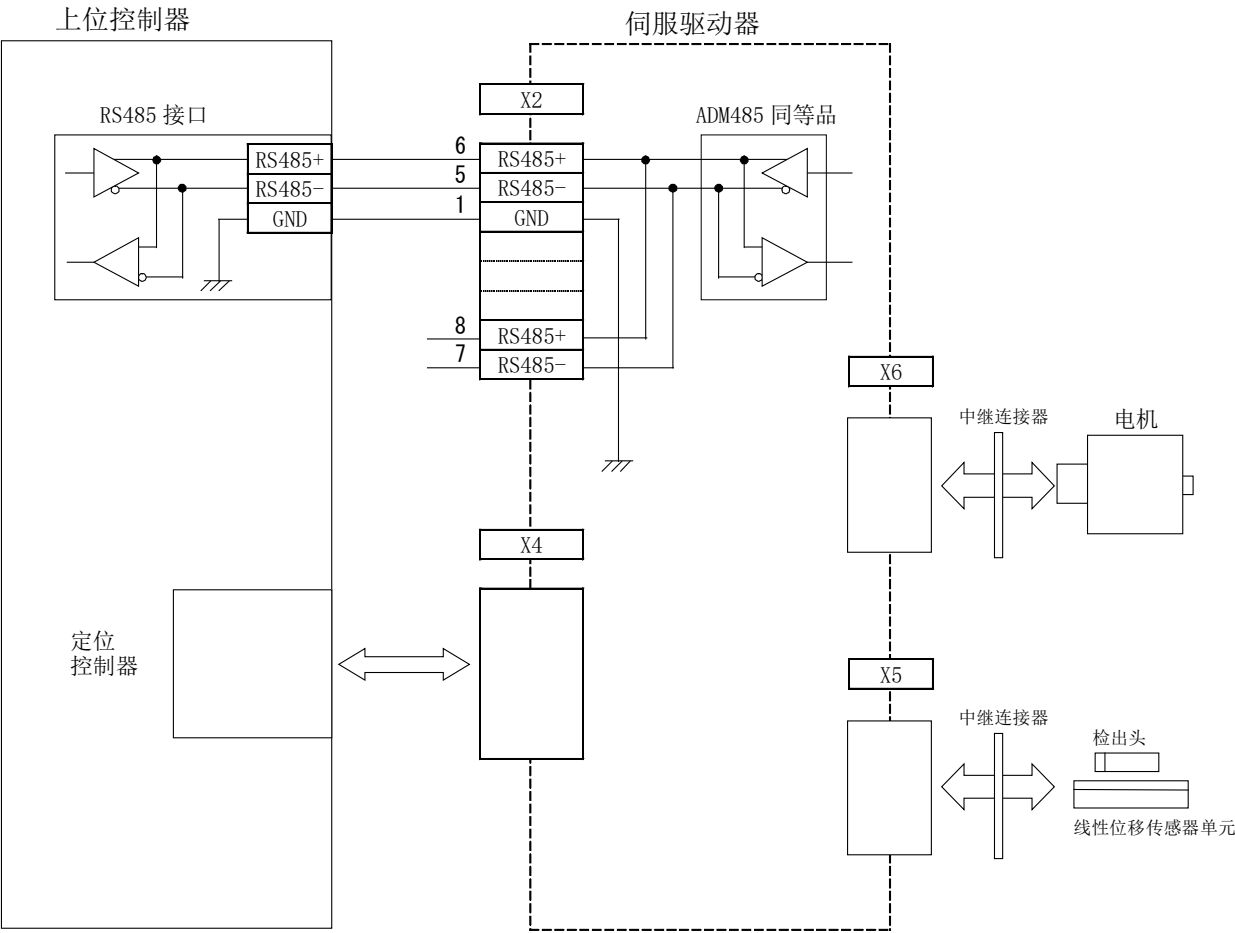 上位控制器
伺服驱动器
X2
RS485 接口
ADM485 同等品
RS485+
6
RS485+
RS485-
5
RS485-
GND
1
GND
8
RS485+
7
RS485-
X6
中继连接器
电机
X4
定位
控制器
X5
中继连接器
检出头
线性位移传感器单元